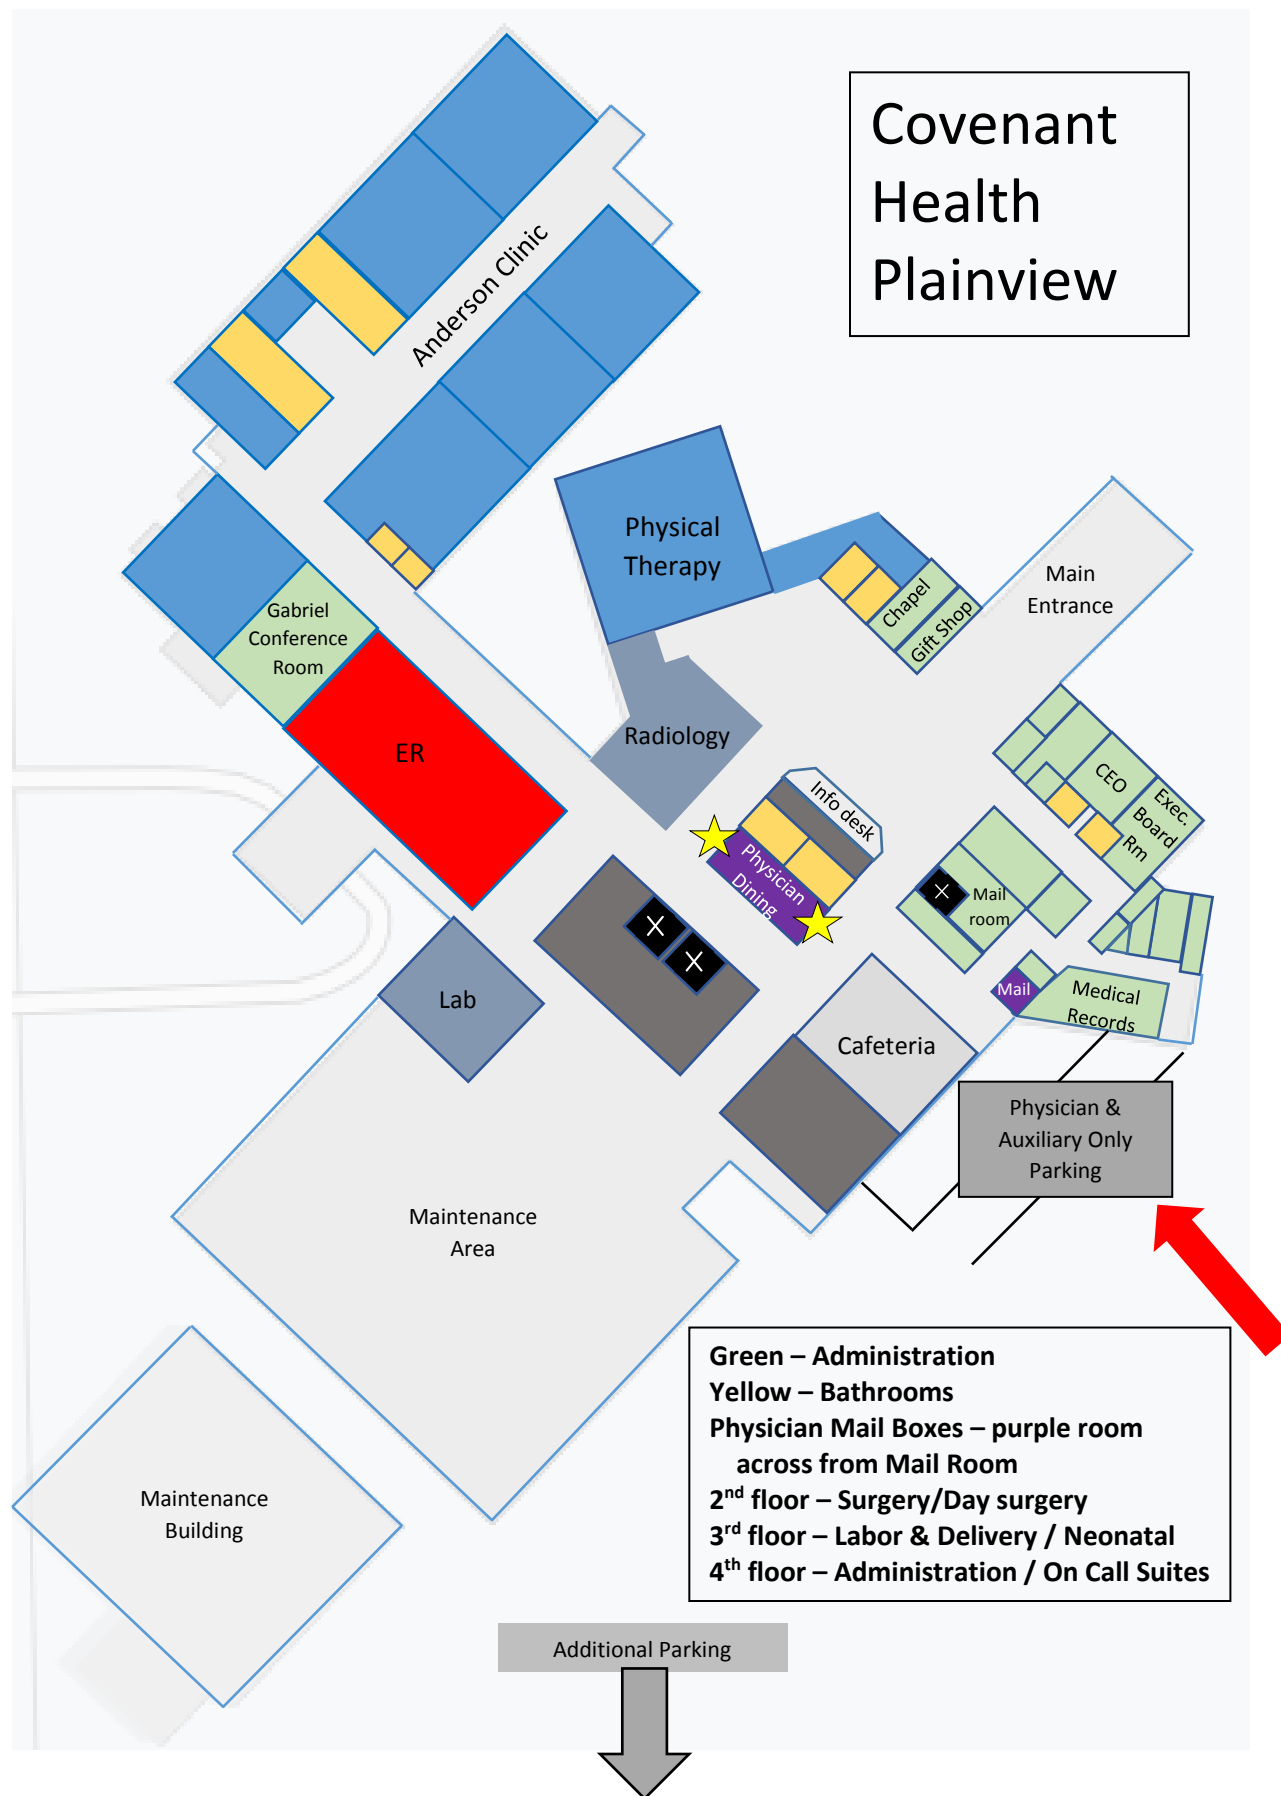 Covenant
Health
Plainview
Anderson Clinic
Physical
Therapy
Main
Entrance
Chapel
Gift Shop
Gabriel
Conference
Room
ER
Radiology
Info desk
CEO
Exec.
Board
Rm
Physician
Dining
X
Mail
room
X
X
Lab
Mail
Medical
Records
Cafeteria
Physician &
Auxiliary Only
Parking
Maintenance
Area
Green – Administration
Yellow – Bathrooms
Physician Mail Boxes – purple room
across from Mail Room
2nd floor – Surgery/Day surgery
3rd floor – Labor & Delivery / Neonatal
4th floor – Administration / On Call Suites
Maintenance
Building
Additional Parking